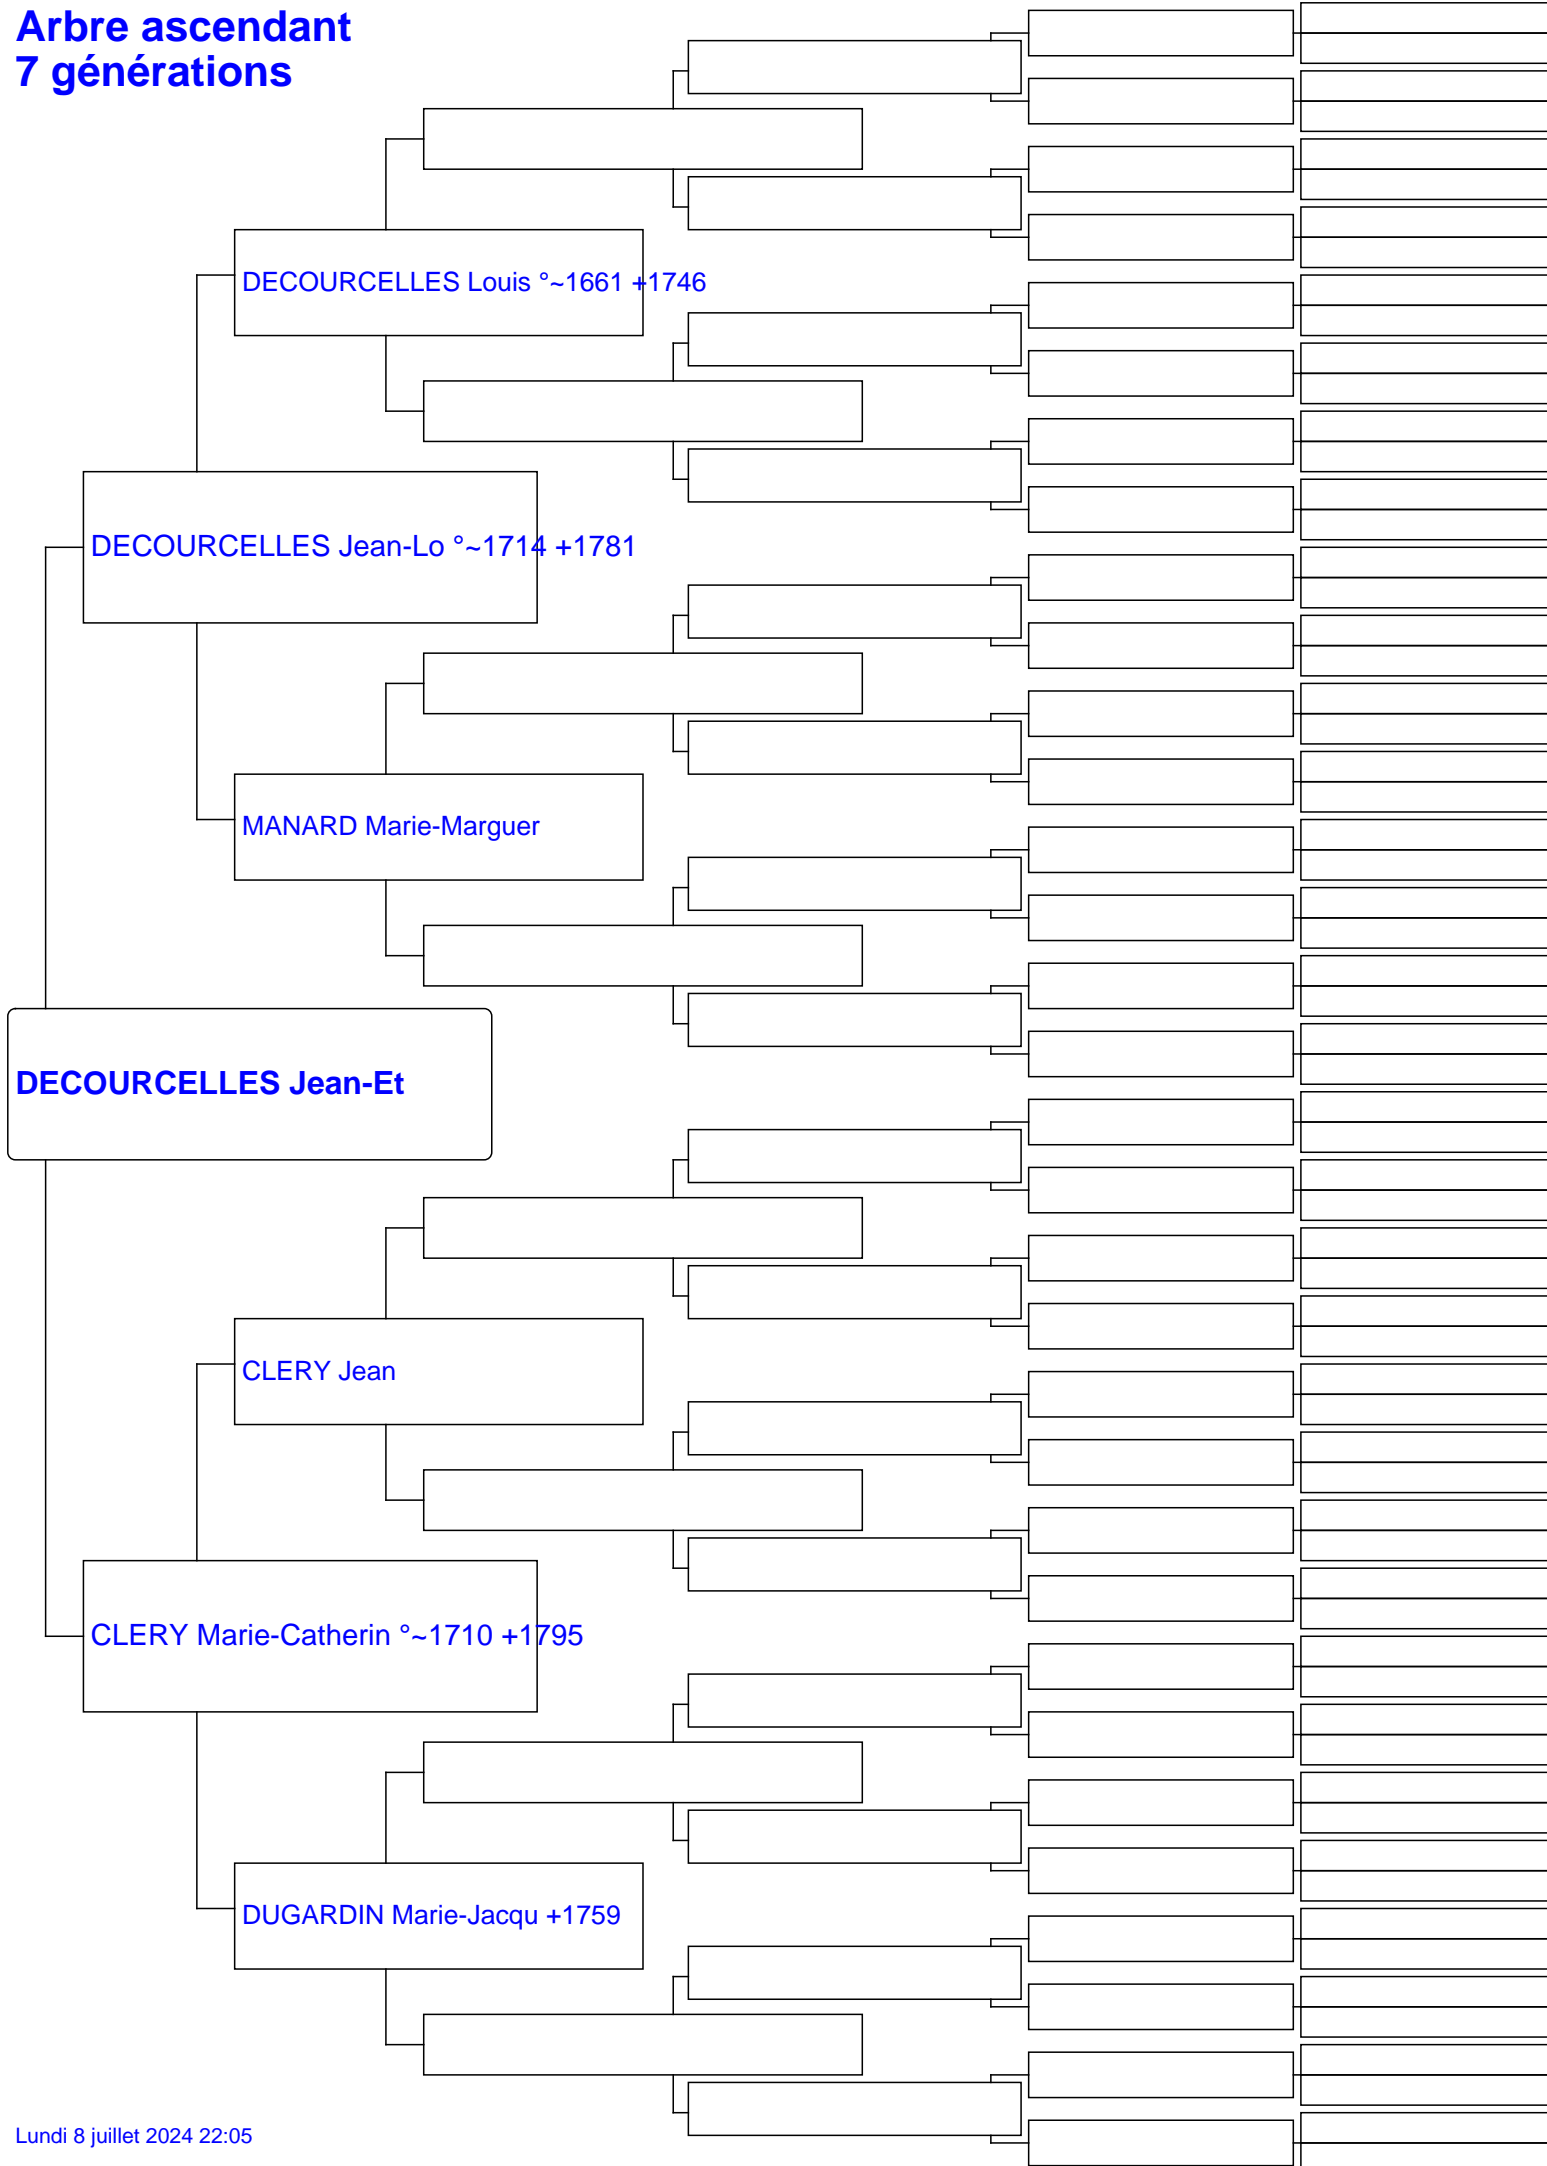 Arbre ascendant
7 générations
DECOURCELLES Louis °~1661 +1746
DECOURCELLES Jean-Lo °~1714 +1781
MANARD Marie-Marguer
DECOURCELLES Jean-Et
CLERY Jean
CLERY Marie-Catherin °~1710 +1795
DUGARDIN Marie-Jacqu +1759
Lundi 8 juillet 2024 22:05